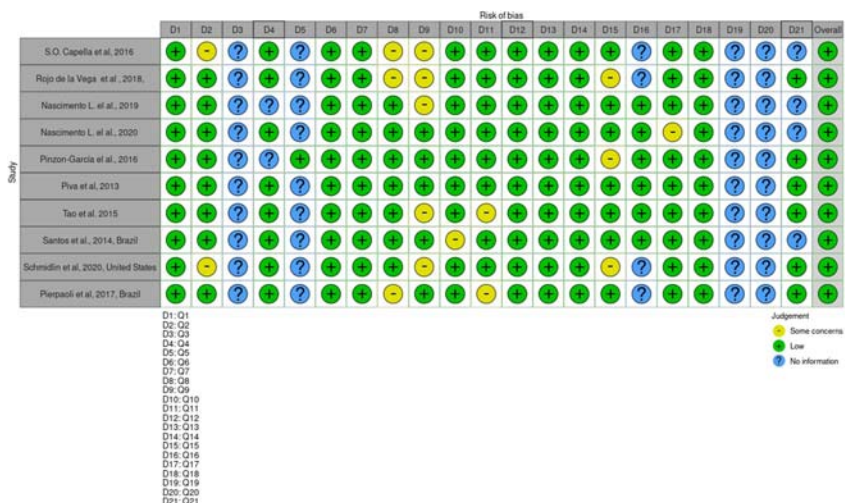 Risk of bias
D1 D2 D3 D4 D5 D6 D7 D8 D9 D10 D11 D12 D13 D14 D15 D16 D17 D18 D19 D20 D21 Overall
Study
S.O. Capella et al, 2016 + - ? + ? + + - - + + + + + + ? + + ? ? ? +
Rojo de la Vega et al , 2018, + + ? + ? + + - - + + + + + - ? + + ? ? + +
Nascimento L. el al., 2019 + + ? ? ? + + + - + + + + + + + + + ? ? ? +
Nascimento L. el al., 2020 + + ? + ? + + + + + + + + + + + - + ? ? ? +
Pinzon-García el al., 2016 + + ? ? + + + + + + + + + + - + + + ? ? + +
Piva et al, 2013 + + ? + ? + + + + + + + + + + + + + ? ? + +
Tao et al. 2015 + + ? + ? + + + - + - + + + + + + + ? ? + +
Santos et al., 2014, Brazil + + ? + ? + + + + - + + + + + + + + ? ? ? +
Schmidlin et al, 2020, United States + - ? + ? + + + - + + + + + - ? + + ? ? + +
Pierpaoli et al, 2017, Brazil + + ? + ? + + - + + - + + + + ? + + ? ? + +
D1: Q1
D2: Q2
D3: Q3
D4: Q4
D5: Q5
D6: Q6
D7: Q7
D8: Q8
D9: Q9
D10: Q10
D11: Q11
D12: Q12
D13: Q13
D14: Q14
D15: Q15
D16: Q16
D17: Q17
D18: Q18
D19: Q19
D20: Q20
D21: Q21
Judgement
- Some concerns
+ Low
? No information